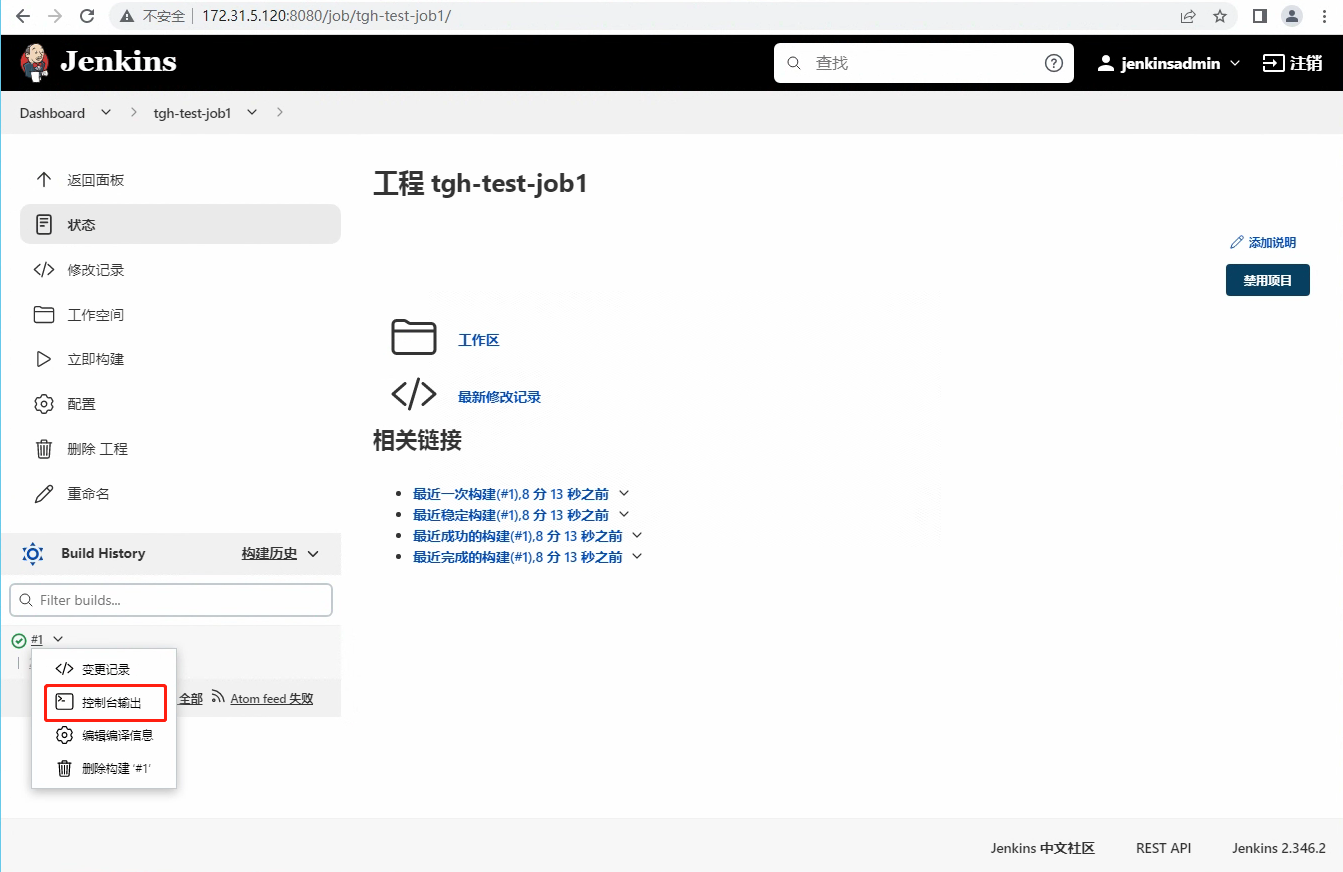 不安全 172.31.5.120:8080/job/tgh-test-job1/
Jenkins
查找
jenkinsadmin
注销
Dashboard
tgh-test-job1
返回面板
状态
修改记录
工作空间
立即构建
配置
删除 工程
重命名
工程 tgh-test-job1
添加说明
禁用项目
工作区
最新修改记录
相关链接
最近一次构建(#1),8 分 13 秒之前
最近稳定构建(#1),8 分 13 秒之前
最近成功的构建(#1),8 分 13 秒之前
最近完成的构建(#1),8 分 13 秒之前
Build History
构建历史
Filter builds...
#1
变更记录
控制台输出
编辑编译信息
删除构建 '#1'
全部
Atom feed 失败
Jenkins 中文社区
REST API
Jenkins 2.346.2